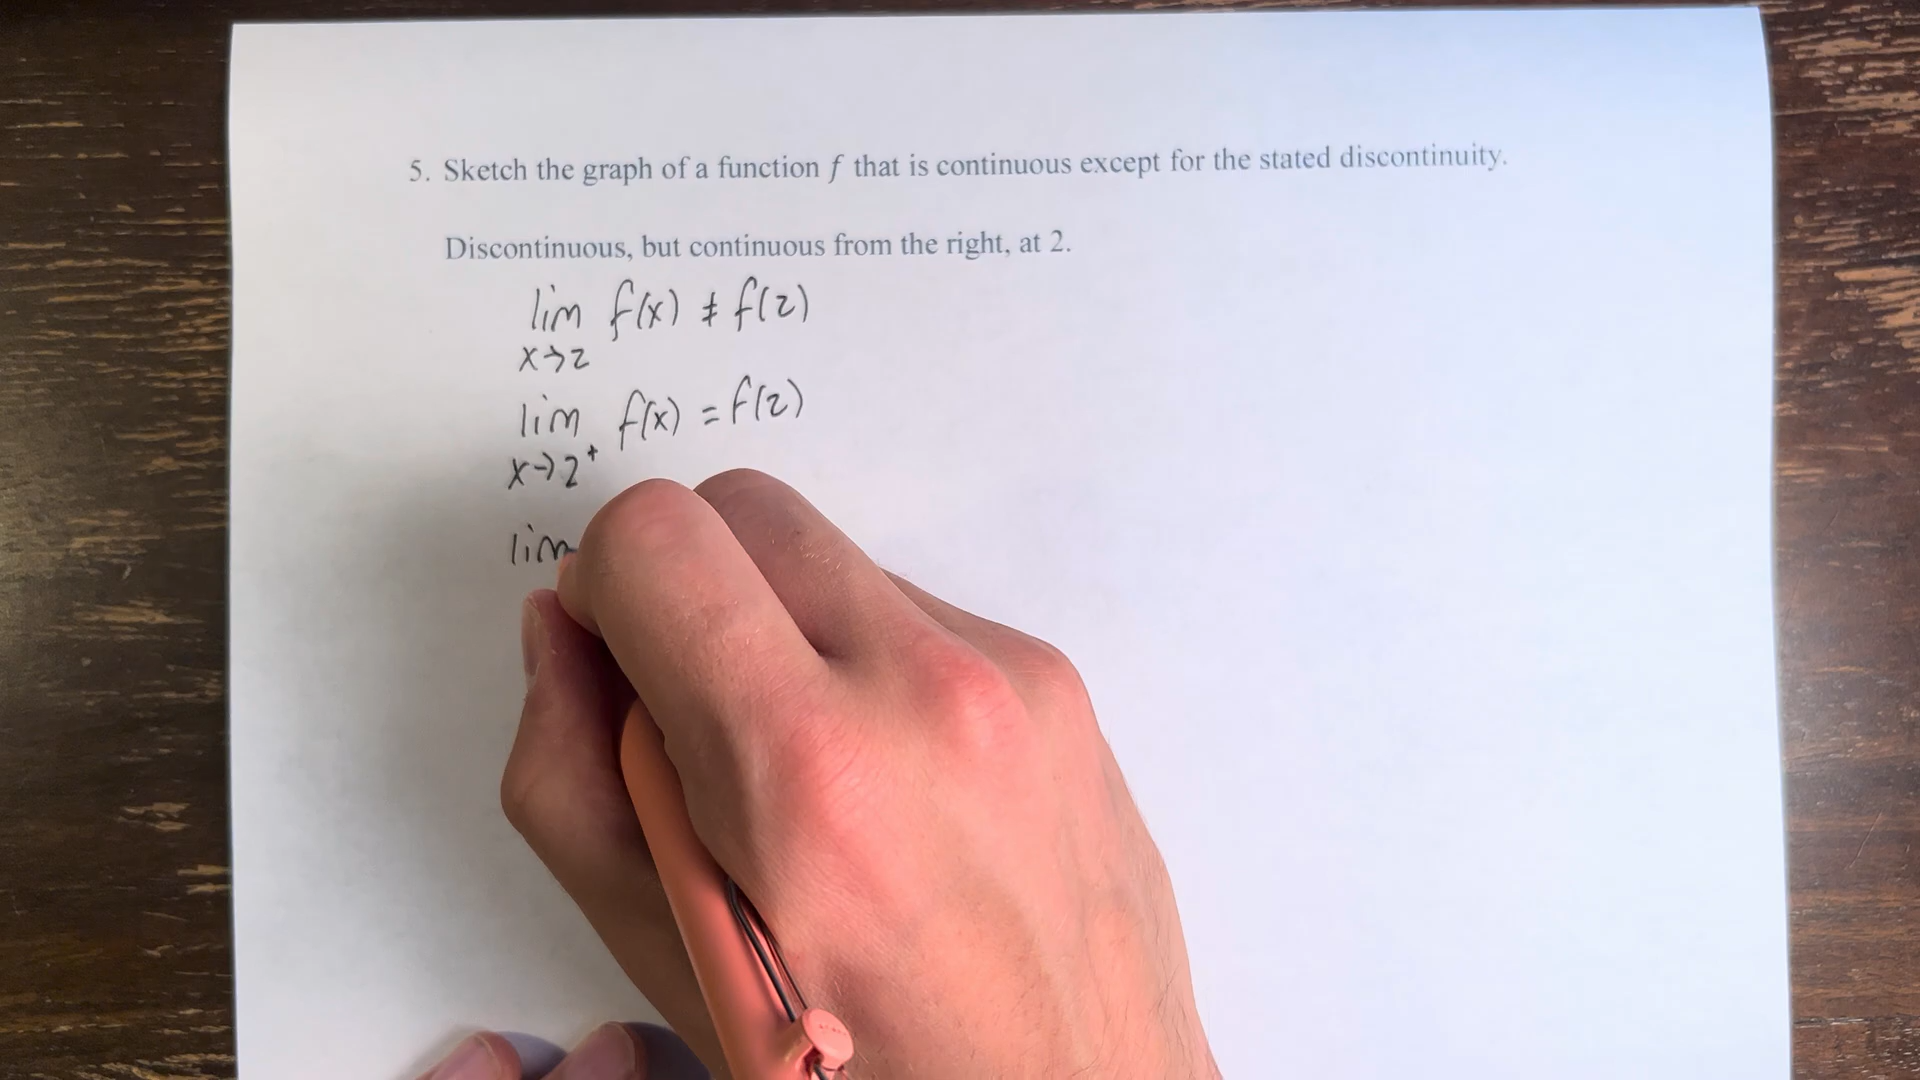 5. Sketch the graph of a function f that is continuous except for the stated discontinuity.
Discontinuous, but continuous from the right, at 2.
lim f(x) ≠ f(2)
x→2
lim f(x) = f(2)
x→2⁺
lim